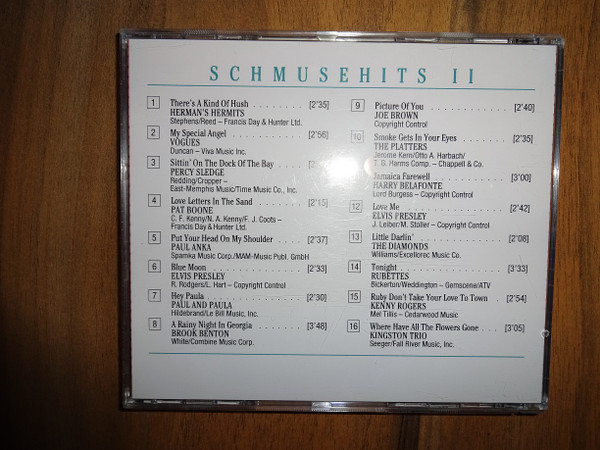 SCHMUSEHITS II
1 There's A Kind Of Hush . . . . . . . . [2'35]
HERMAN'S HERMITS
Stephens/Reed – Francis Day & Hunter Ltd.
2 My Special Angel . . . . . . . . [2'56]
VOGUES
Duncan – Viva Music Inc.
3 Sittin' On The Dock Of The Bay
PERCY SLEDGE
Redding/Cropper –
East-Memphis Music/Time Music Co., Inc.
4 Love Letters In The Sand . . . . . [2'15]
PAT BOONE
C. F. Kenny/N. A. Kenny/F. J. Coots –
Francis Day & Hunter Ltd.
5 Put Your Head On My Shoulder . . . . [2'37]
PAUL ANKA
Spamika Music Corp./MAM-Music Publ. GmbH
6 Blue Moon . . . . . . . . [2'33]
ELVIS PRESLEY
R. Rodgers/L. Hart – Copyright Control
7 Hey Paula . . . . . . . . [2'30]
PAUL AND PAULA
Hildebrand/Le Bill Music, Inc.
8 A Rainy Night In Georgia . . . . . [3'48]
BROOK BENTON
White/Combine Music Corp.
9 Picture Of You . . . . . . . . [2'40]
JOE BROWN
Copyright Control
10 Smoke Gets In Your Eyes . . . . . [2'35]
THE PLATTERS
Jerome Kern/Otto A. Harbach/
T. B. Harms Comp. – Chappell & Co.
Jamaica Farewell . . . . . . . . [3'00]
HARRY BELAFONTE
Lord Burgess – Copyright Control
12 Love Me . . . . . . . . [2'42]
ELVIS PRESLEY
J. Leiber/M. Stoller – Copyright Control
13 Little Darlin' . . . . . . . . [2'08]
THE DIAMONDS
Williams/Excellorec Music Co.
14 Tonight . . . . . . . . [3'33]
RUBETTES
Bickerton/Weddington – Gemscene/ATV
15 Ruby Don't Take Your Love To Town . [2'54]
KENNY ROGERS
Mel Tillis – Cedarwood Music
16 Where Have All The Flowers Gone . . . [3'05]
KINGSTON TRIO
Seeger/Fall River Music, Inc.